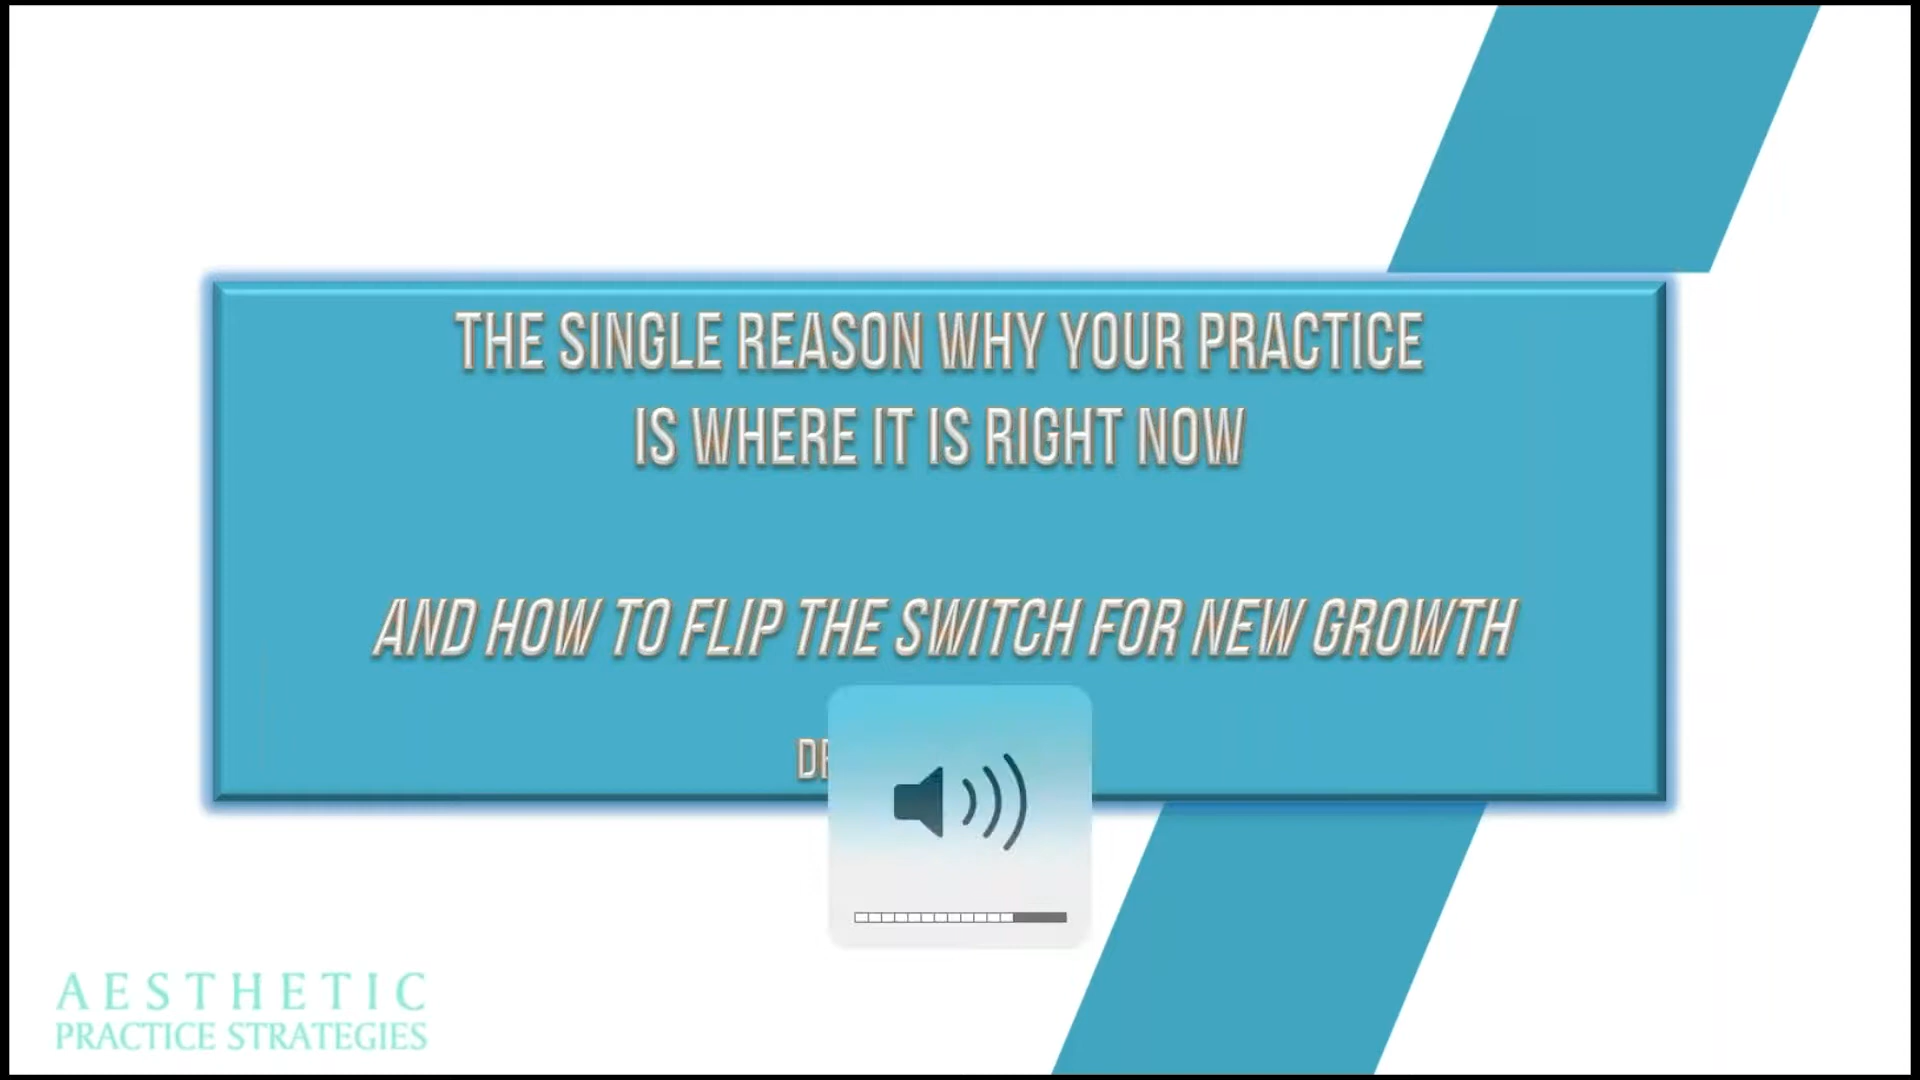 THE SINGLE REASON WHY YOUR PRACTICE
IS WHERE IT IS RIGHT NOW
AND HOW TO FLIP THE SWITCH FOR NEW GROWTH
AESTHETIC
PRACTICE STRATEGIES